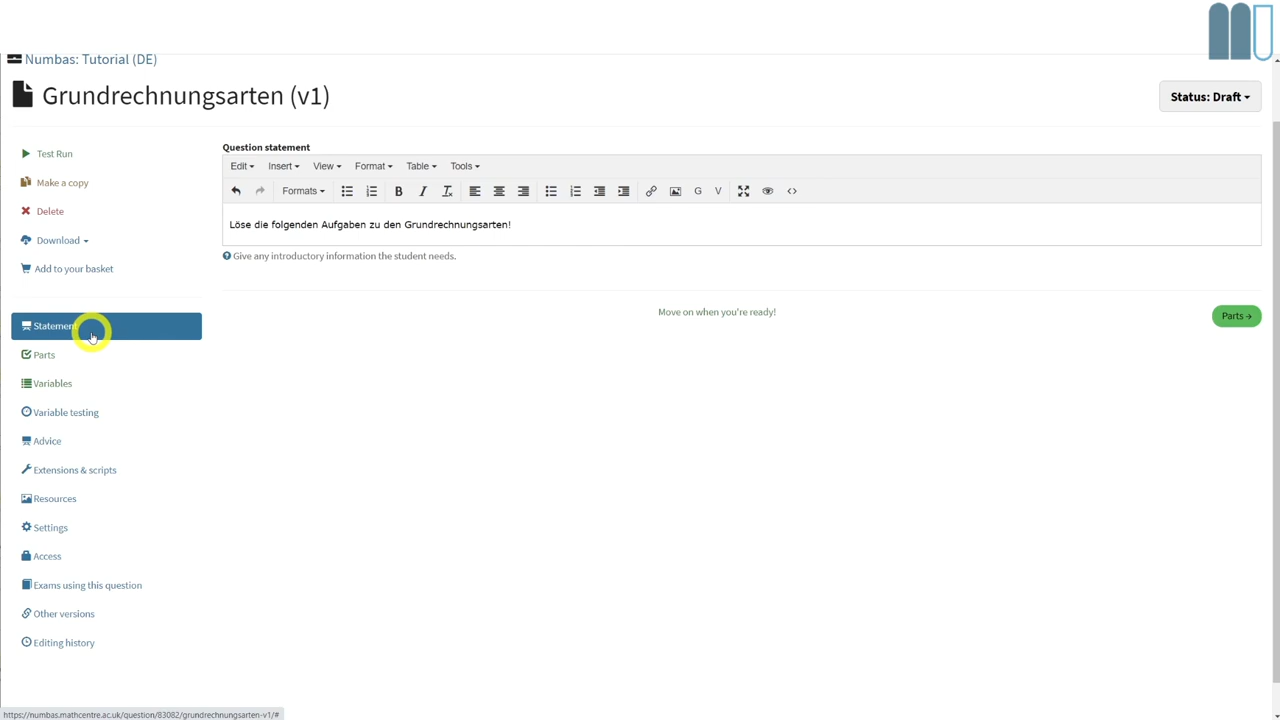 Numbas: Tutorial (DE)
Grundrechnungsarten (v1)
Status: Draft
Test Run
Make a copy
Delete
Download
Add to your basket
Statement
Parts
Variables
Variable testing
Advice
Extensions & scripts
Resources
Settings
Access
Exams using this question
Other versions
Editing history
Question statement
Edit Insert View Format Table Tools
Formats B I G V
Löse die folgenden Aufgaben zu den Grundrechnungsarten!
Give any introductory information the student needs.
Move on when you're ready!
Parts →
https://numbas.mathcentre.ac.uk/question/83082/grundrechnungsarten-v1/#